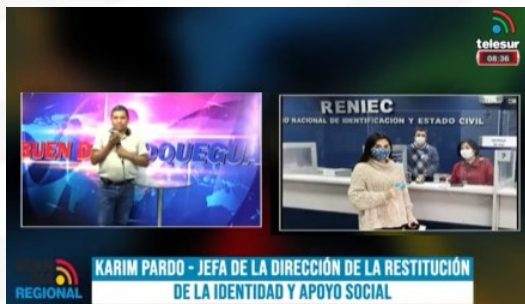 telesur
08:36
RENIEC
NACIONAL DE IDENTIFICACIÓN Y ESTADO CIVIL
BUEN D
OQUEGU
REGIONAL
KARIM PARDO - JEFA DE LA DIRECCIÓN DE LA RESTITUCIÓN
DE LA IDENTIDAD Y APOYO SOCIAL